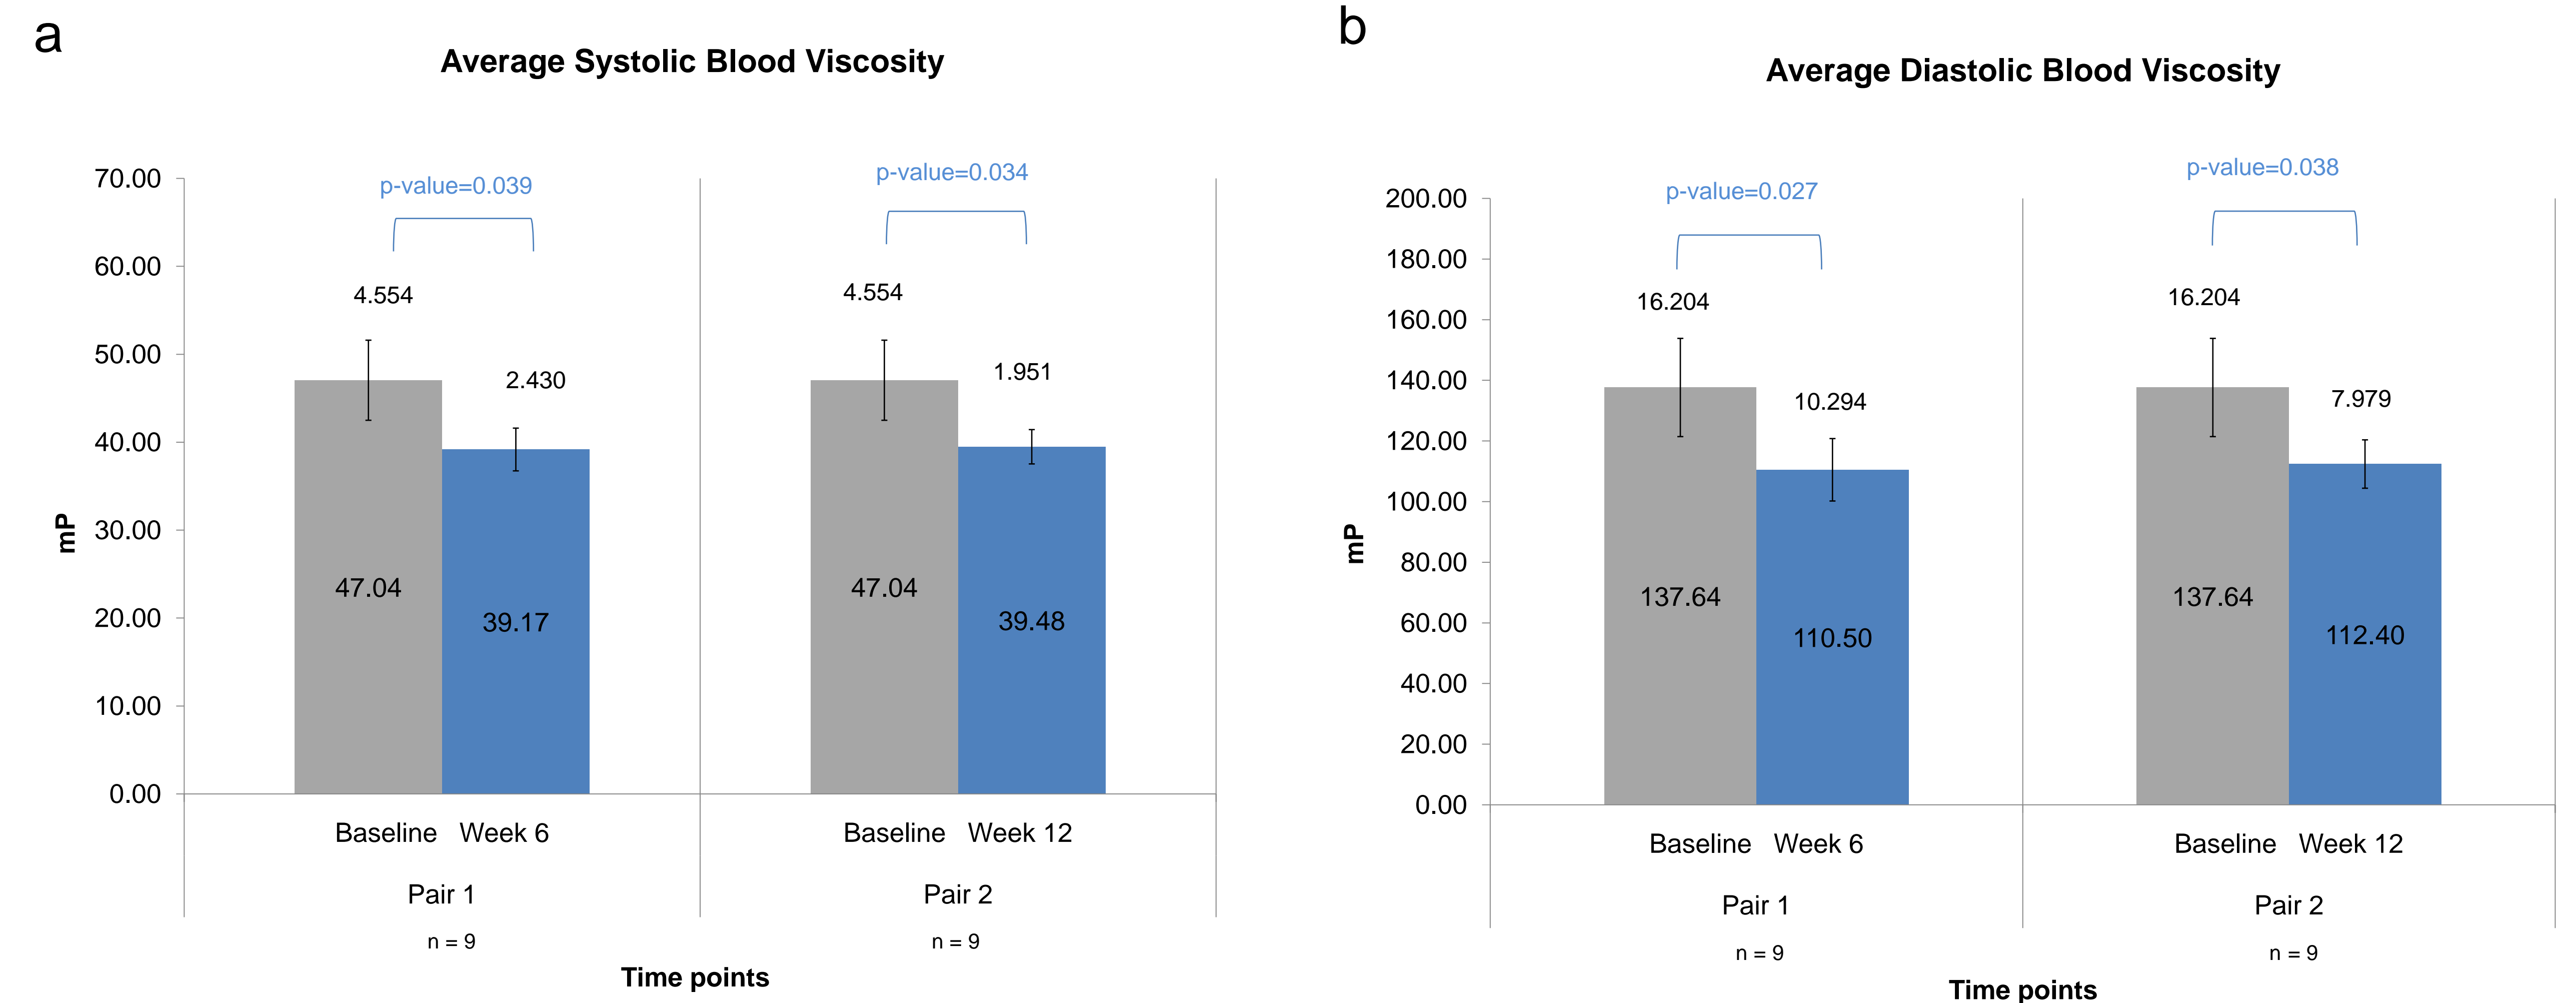 a
Average Systolic Blood Viscosity
p-value=0.039
p-value=0.034
70.00
60.00
50.00
40.00
30.00
20.00
10.00
0.00
mP
4.554
2.430
4.554
1.951
47.04
39.17
47.04
39.48
Baseline Week 6
Baseline Week 12
Pair 1
Pair 2
n = 9
n = 9
Time points
b
Average Diastolic Blood Viscosity
p-value=0.027
p-value=0.038
200.00
180.00
160.00
140.00
120.00
100.00
80.00
60.00
40.00
20.00
0.00
mP
16.204
10.294
16.204
7.979
137.64
110.50
137.64
112.40
Baseline Week 6
Baseline Week 12
Pair 1
Pair 2
n = 9
n = 9
Time points